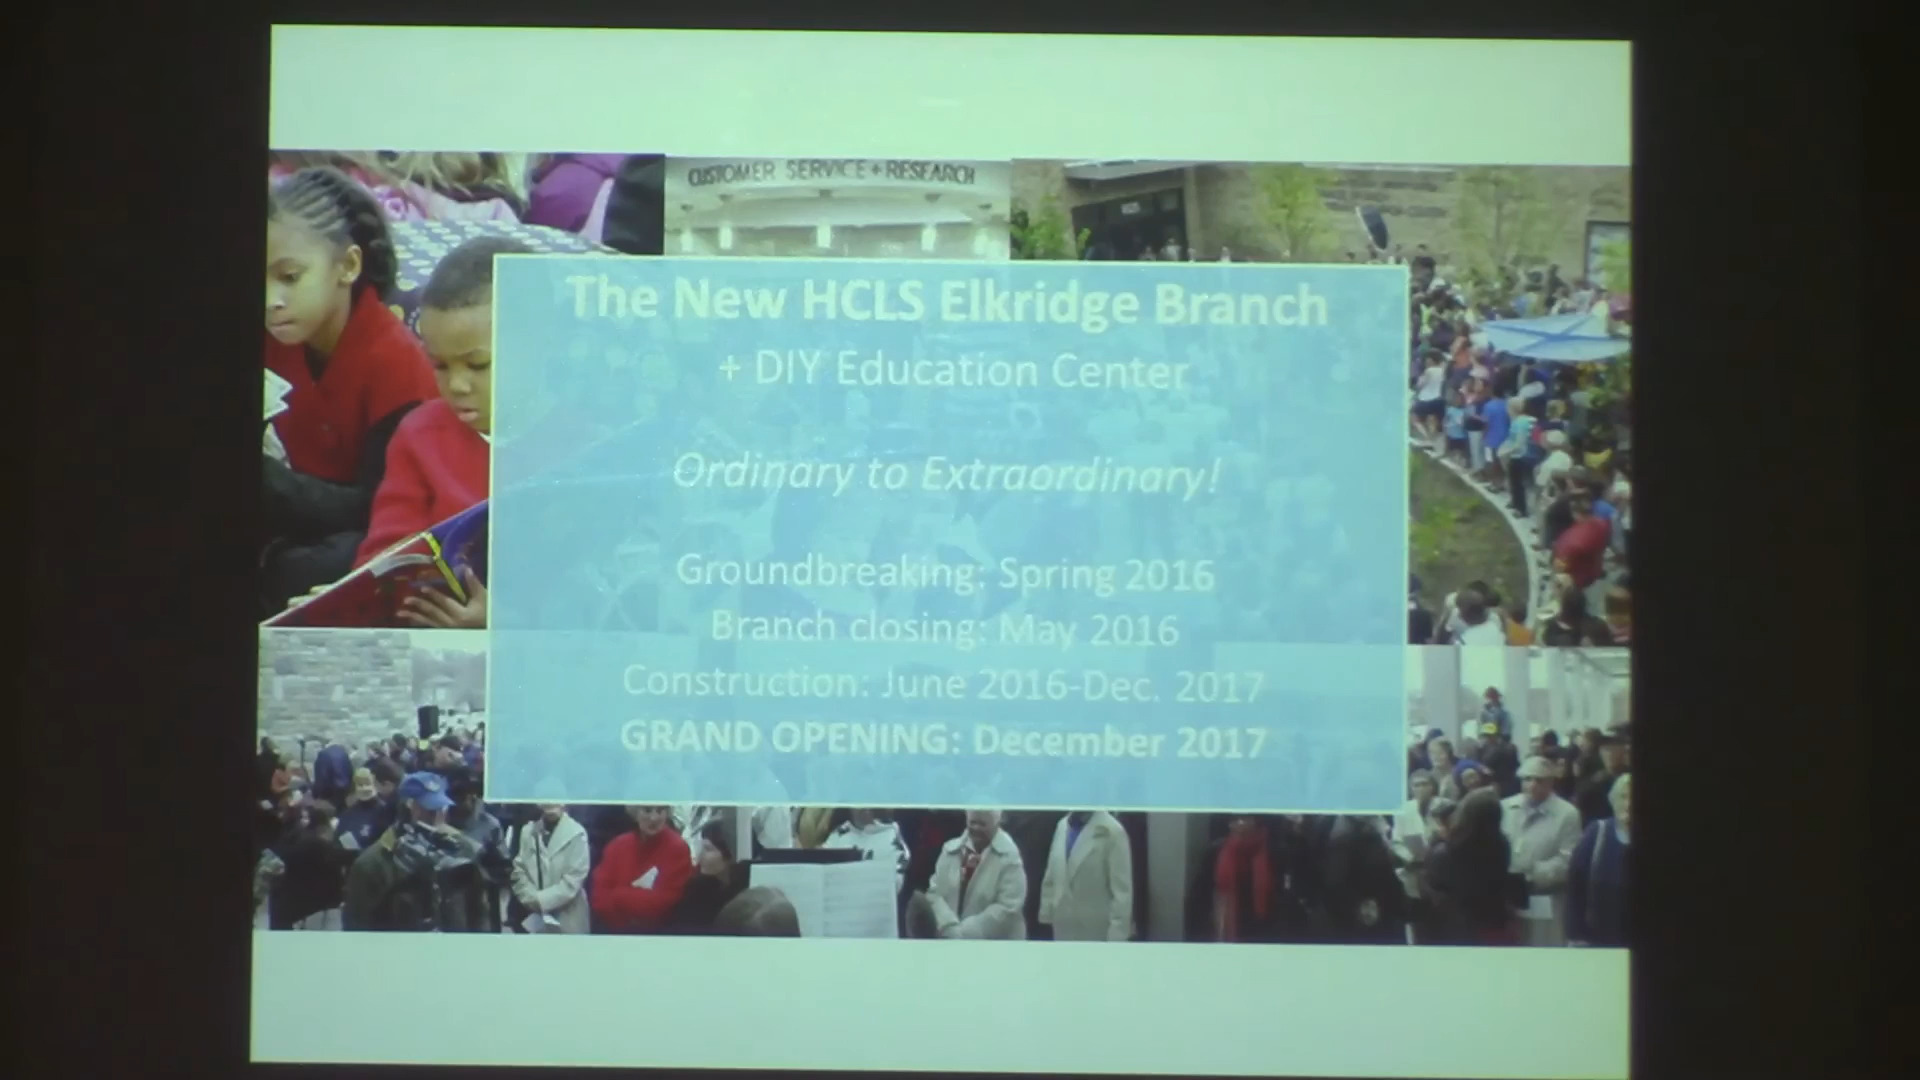 CUSTOMER SERVICE + RESEARCH
The New HCLS Elkridge Branch
+ DIY Education Center
Ordinary to Extraordinary!
Groundbreaking: Spring 2016
Branch closing: May 2016
Construction: June 2016-Dec. 2017
GRAND OPENING: December 2017